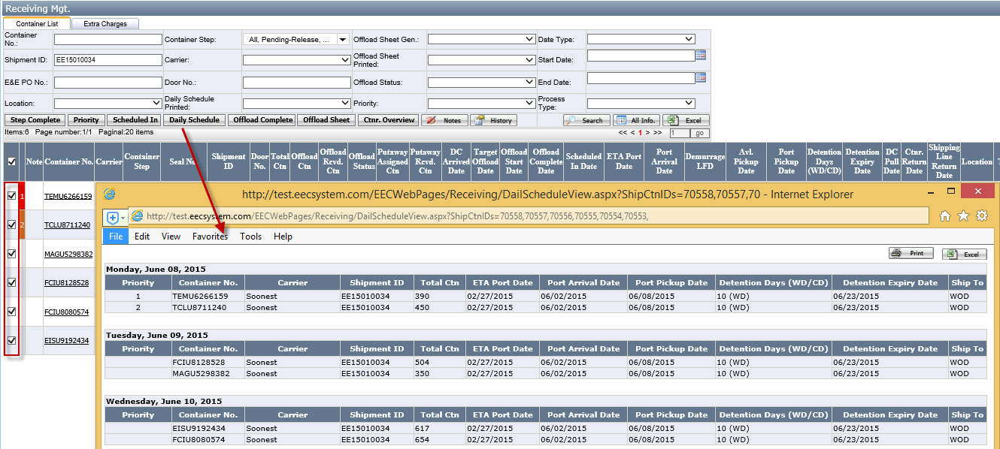 Receiving Mgt.
Container List Extra Charges
Container No.: Container Step: All, Pending-Release, ... Offload Sheet Gen.: Date Type:
Shipment ID: EE15010034 Carrier: Offload Sheet Printed: Start Date:
E&E PO No.: Door No.: Offload Status: End Date:
Location: Daily Schedule Printed: Priority: Process Type:
Step Complete Priority Scheduled In Daily Schedule Offload Complete Offload Sheet Ctnr. Overview Notes History Search All Info. Excel
Items:6 Page number:1/1 Paginal:20 items << < 1 > >> 1 go
Note Container No. Carrier Container Step Seal No. Shipment ID Door No. Total Ctn Offload Ctn Offload Rcvd. Ctn Offload Status Putaway Assigned Ctn Putaway Rcvd. Ctn DC Arrived Date Target Offload Date Offload Start Date Offload Complete Date Scheduled In Date ETA Port Date Port Arrival Date Demurrage LFD Avl. Pickup Date Port Pickup Date Detention Days (WD/CD) Detention Expiry Date DC Pull Date Ctnr. Return Date Shipping Line Return Date Location
1 TEMU6266159
2 TCLU8711240
MAGU5298382
FCIU8128528
FCIU8080574
EISU9192434
http://test.eecsystem.com/EECWebPages/Receiving/DailScheduleView.aspx?ShipCtnIDs=70558,70557,70 - Internet Explorer
http://test.eecsystem.com/EECWebPages/Receiving/DailScheduleView.aspx?ShipCtnIDs=70558,70557,70556,70555,70554,70553,
File Edit View Favorites Tools Help
Print Excel
Monday, June 08, 2015
Priority Container No. Carrier Shipment ID Total Ctn ETA Port Date Port Arrival Date Port Pickup Date Detention Days (WD/CD) Detention Expiry Date Ship To
1 TEMU6266159 Soonest EE15010034 390 02/27/2015 06/02/2015 06/08/2015 10 (WD) 06/23/2015 WOD
2 TCLU8711240 Soonest EE15010034 450 02/27/2015 06/02/2015 06/08/2015 10 (WD) 06/23/2015 WOD
Tuesday, June 09, 2015
Priority Container No. Carrier Shipment ID Total Ctn ETA Port Date Port Arrival Date Port Pickup Date Detention Days (WD/CD) Detention Expiry Date Ship To
FCIU8128528 Soonest EE15010034 504 02/27/2015 06/02/2015 06/08/2015 10 (WD) 06/23/2015 WOD
MAGU5298382 Soonest EE15010034 350 02/27/2015 06/02/2015 06/08/2015 10 (WD) 06/23/2015 WOD
Wednesday, June 10, 2015
Priority Container No. Carrier Shipment ID Total Ctn ETA Port Date Port Arrival Date Port Pickup Date Detention Days (WD/CD) Detention Expiry Date Ship To
EISU9192434 Soonest EE15010034 617 02/27/2015 06/02/2015 06/08/2015 10 (WD) 06/23/2015 WOD
FCIU8080574 Soonest EE15010034 654 02/27/2015 06/02/2015 06/08/2015 10 (WD) 06/23/2015 WOD